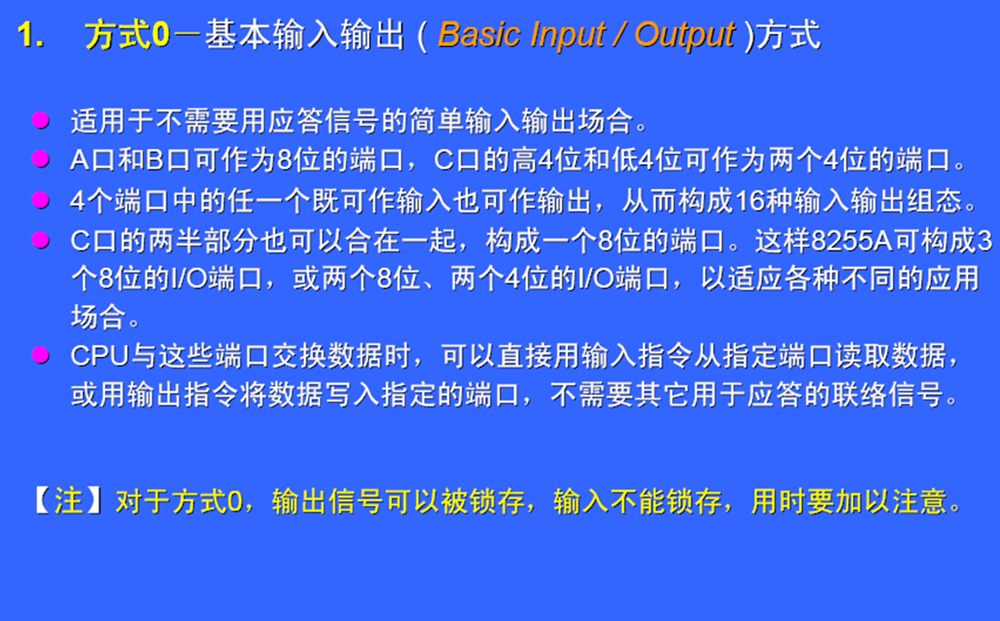 1. 方式0－基本输入输出 ( Basic Input / Output )方式
● 适用于不需要用应答信号的简单输入输出场合。
● A口和B口可作为8位的端口，C口的高4位和低4位可作为两个4位的端口。
● 4个端口中的任一个既可作输入也可作输出，从而构成16种输入输出组态。
● C口的两半部分也可以合在一起，构成一个8位的端口。这样8255A可构成3
个8位的I/O端口，或两个8位、两个4位的I/O端口，以适应各种不同的应用
场合。
● CPU与这些端口交换数据时，可以直接用输入指令从指定端口读取数据，
或用输出指令将数据写入指定的端口，不需要其它用于应答的联络信号。
【注】对于方式0，输出信号可以被锁存，输入不能锁存，用时要加以注意。